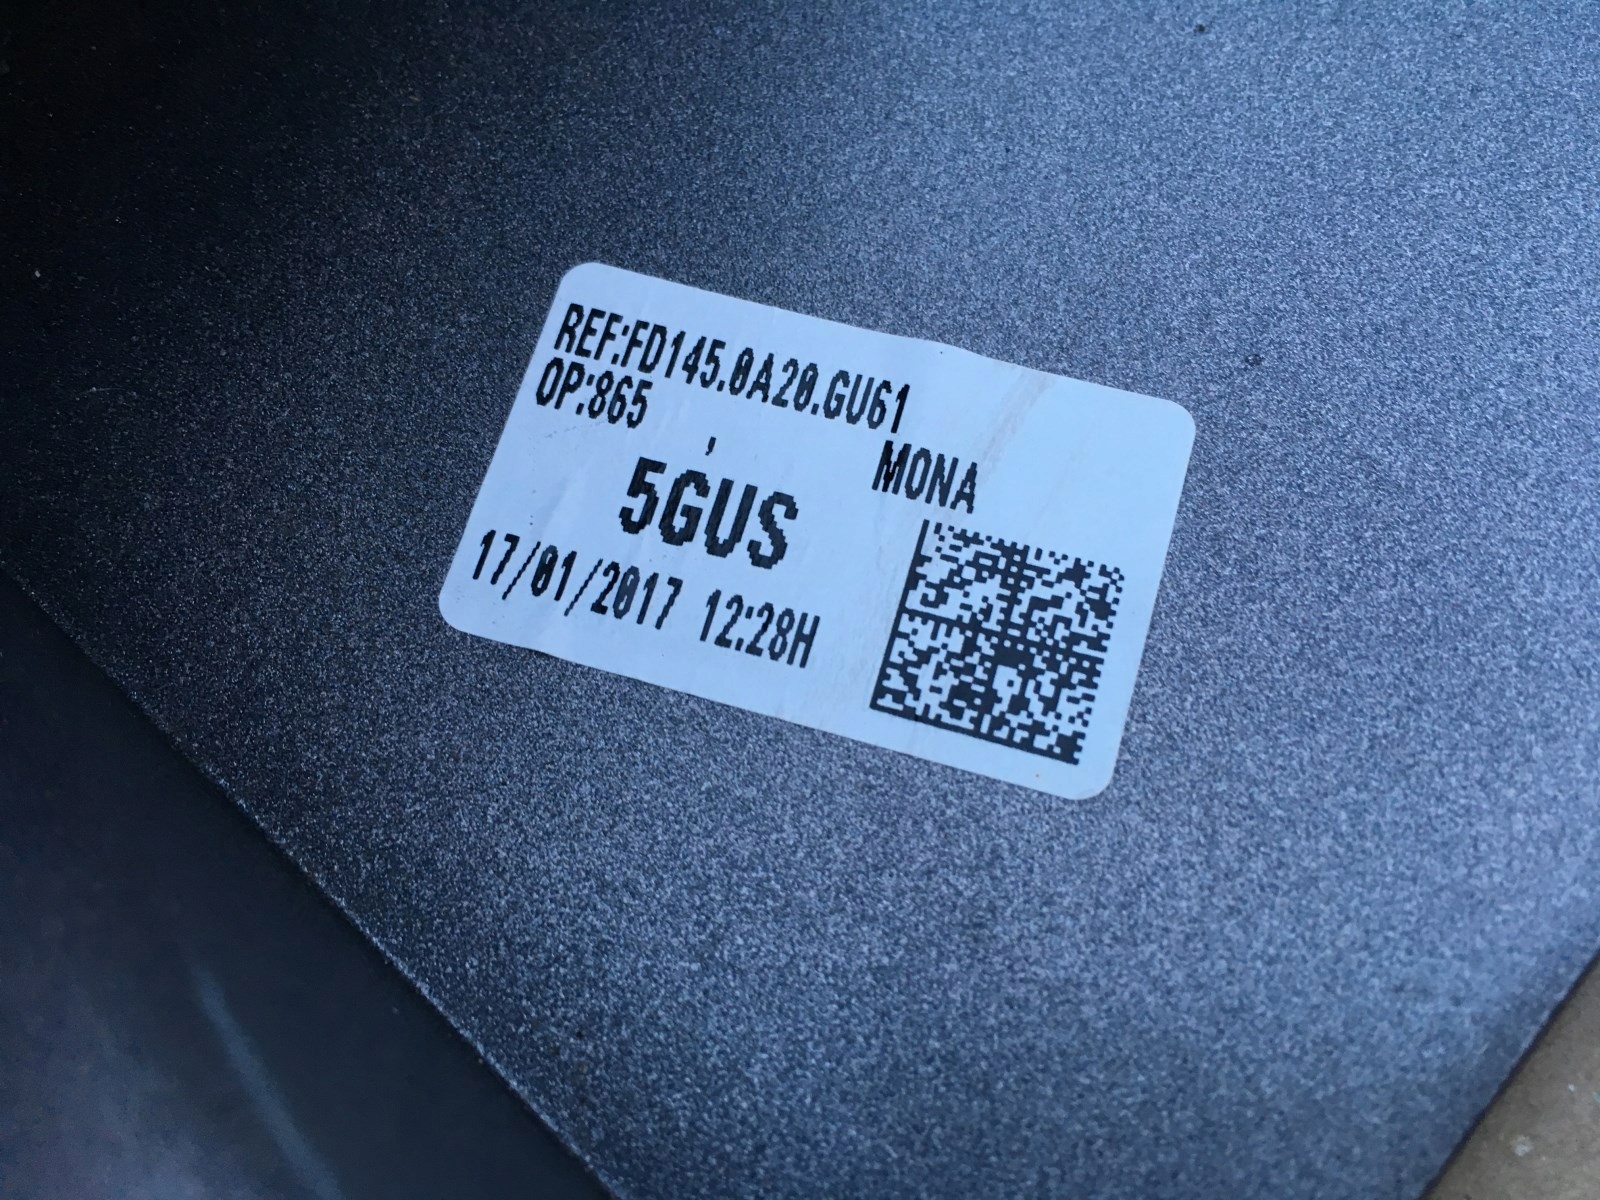 REF:FD145.0A20.GU61
OP:865
, MONA
5GUS
17/01/2017 12:28H